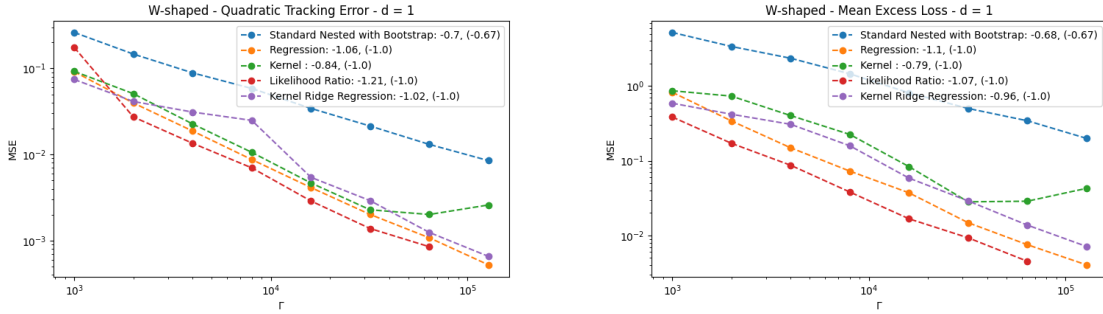 W-shaped - Quadratic Tracking Error - d = 1
MSE
10⁻¹
10⁻²
10⁻³
Standard Nested with Bootstrap: -0.7, (-0.67)
Regression: -1.06, (-1.0)
Kernel : -0.84, (-1.0)
Likelihood Ratio: -1.21, (-1.0)
Kernel Ridge Regression: -1.02, (-1.0)
10³
10⁴
10⁵
Γ
W-shaped - Mean Excess Loss - d = 1
MSE
10⁰
10⁻¹
10⁻²
Standard Nested with Bootstrap: -0.68, (-0.67)
Regression: -1.1, (-1.0)
Kernel : -0.79, (-1.0)
Likelihood Ratio: -1.07, (-1.0)
Kernel Ridge Regression: -0.96, (-1.0)
10³
10⁴
10⁵
Γ